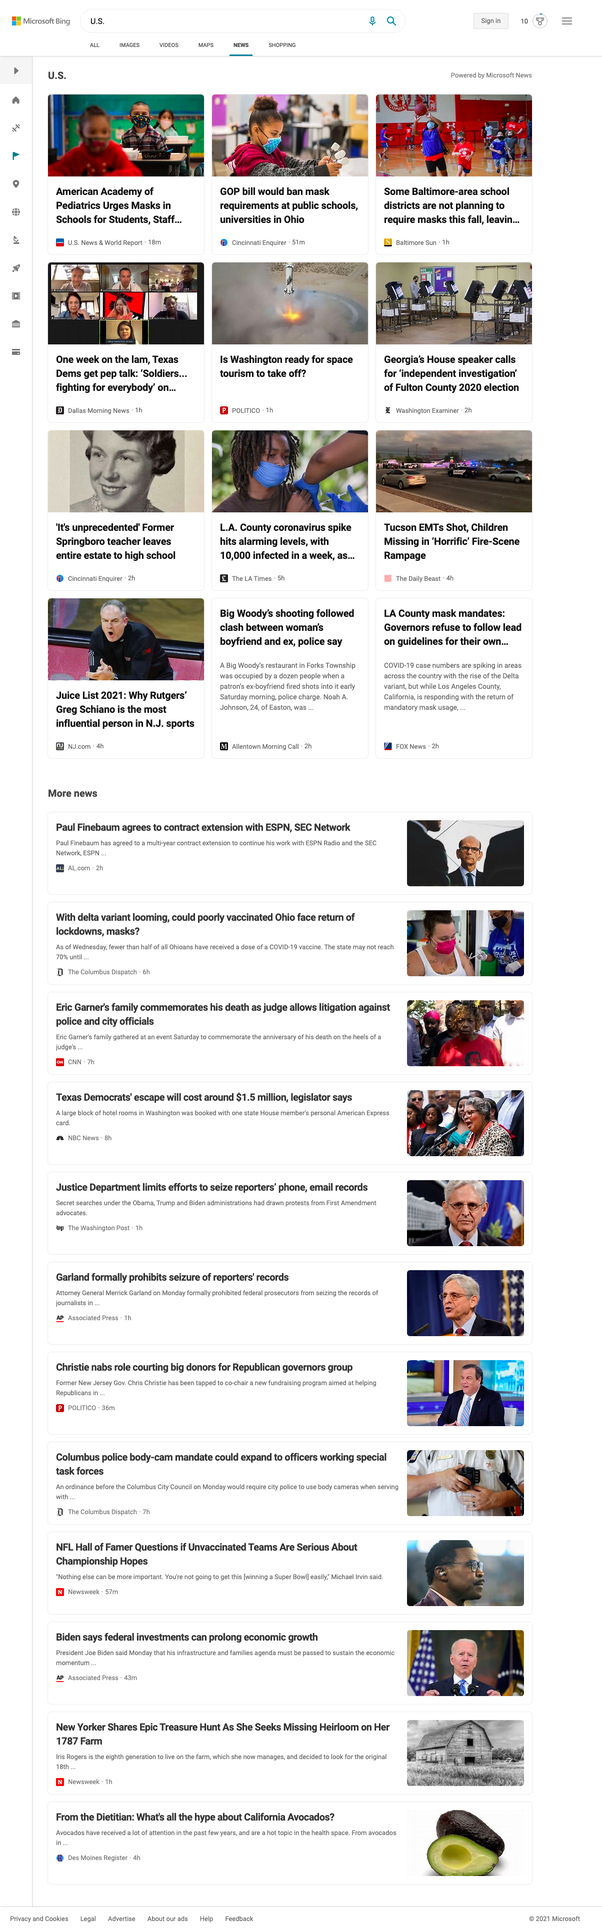 Microsoft Bing
U.S.
Sign in
10
ALL
IMAGES
VIDEOS
MAPS
NEWS
SHOPPING
U.S.
Powered by Microsoft News
American Academy of
Pediatrics Urges Masks in
Schools for Students, Staff...
U.S. News & World Report · 18m
GOP bill would ban mask
requirements at public schools,
universities in Ohio
Cincinnati Enquirer · 51m
Some Baltimore-area school
districts are not planning to
require masks this fall, leavin...
Baltimore Sun · 1h
One week on the lam, Texas
Dems get pep talk: ‘Soldiers...
fighting for everybody’ on...
Dallas Morning News · 1h
Is Washington ready for space
tourism to take off?
POLITICO · 1h
Georgia’s House speaker calls
for ‘independent investigation’
of Fulton County 2020 election
Washington Examiner · 2h
'It's unprecedented' Former
Springboro teacher leaves
entire estate to high school
Cincinnati Enquirer · 2h
L.A. County coronavirus spike
hits alarming levels, with
10,000 infected in a week, as...
The LA Times · 5h
Tucson EMTs Shot, Children
Missing in ‘Horrific’ Fire-Scene
Rampage
The Daily Beast · 4h
Juice List 2021: Why Rutgers’
Greg Schiano is the most
influential person in N.J. sports
NJ.com · 4h
Big Woody’s shooting followed
clash between woman’s
boyfriend and ex, police say
A Big Woody’s restaurant in Forks Township
was occupied by a dozen people when a
patron’s ex-boyfriend fired shots into it early
Saturday morning, police charge. Noah A.
Johnson, 24, of Easton, was ...
Allentown Morning Call · 2h
LA County mask mandates:
Governors refuse to follow lead
on guidelines for their own...
COVID-19 case numbers are spiking in areas
across the country with the rise of the Delta
variant, but while Los Angeles County,
California, is responding with the return of
mandatory mask usage, ...
FOX News · 2h
More news
Paul Finebaum agrees to contract extension with ESPN, SEC Network
Paul Finebaum has agreed to a multi-year contract extension to continue his work with ESPN Radio and the SEC
Network, ESPN ...
AL.com · 2h
With delta variant looming, could poorly vaccinated Ohio face return of
lockdowns, masks?
As of Wednesday, fewer than half of all Ohioans have received a dose of a COVID-19 vaccine. The state may not reach
70% until ...
The Columbus Dispatch · 6h
Eric Garner's family commemorates his death as judge allows litigation against
police and city officials
Eric Garner's family gathered at an event Saturday to commemorate the anniversary of his death on the heels of a
judge's ...
CNN · 7h
Texas Democrats' escape will cost around $1.5 million, legislator says
A large block of hotel rooms in Washington was booked with one state House member's personal American Express
card.
NBC News · 8h
Justice Department limits efforts to seize reporters’ phone, email records
Secret searches under the Obama, Trump and Biden administrations had drawn protests from First Amendment
advocates.
The Washington Post · 1h
Garland formally prohibits seizure of reporters' records
Attorney General Merrick Garland on Monday formally prohibited federal prosecutors from seizing the records of
journalists in ...
AP Associated Press · 1h
Christie nabs role courting big donors for Republican governors group
Former New Jersey Gov. Chris Christie has been tapped to co-chair a new fundraising program aimed at helping
Republicans in ...
POLITICO · 36m
Columbus police body-cam mandate could expand to officers working special
task forces
An ordinance before the Columbus City Council on Monday would require city police to use body cameras when serving
with ...
The Columbus Dispatch · 7h
NFL Hall of Famer Questions if Unvaccinated Teams Are Serious About
Championship Hopes
"Nothing else can be more important. You're not going to get this [winning a Super Bowl] easily," Michael Irvin said.
Newsweek · 57m
Biden says federal investments can prolong economic growth
President Joe Biden said Monday that his infrastructure and families agenda must be passed to sustain the economic
momentum ...
AP Associated Press · 43m
New Yorker Shares Epic Treasure Hunt As She Seeks Missing Heirloom on Her
1787 Farm
Iris Rogers is the eighth generation to live on the farm, which she now manages, and decided to look for the original
18th ...
Newsweek · 1h
From the Dietitian: What's all the hype about California Avocados?
Avocados have received a lot of attention in the past few years, and are a hot topic in the health space. From avocados
in ...
Des Moines Register · 4h
Privacy and Cookies
Legal
Advertise
About our ads
Help
Feedback
© 2021 Microsoft